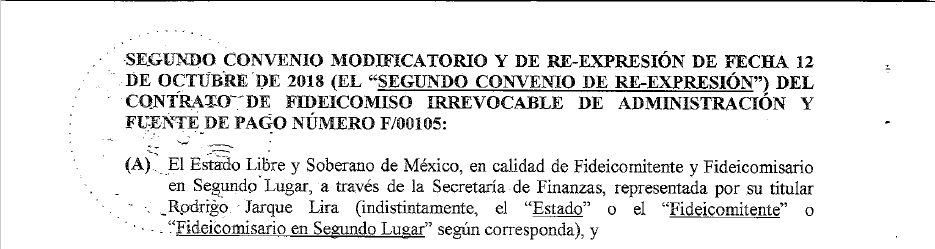 SEGUNDO CONVENIO MODIFICATORIO Y DE RE-EXPRESIÓN DE FECHA 12
DE OCTUBRE DE 2018 (EL “SEGUNDO CONVENIO DE RE-EXPRESIÓN”) DEL
CONTRATO DE FIDEICOMISO IRREVOCABLE DE ADMINISTRACIÓN Y
FUENTE DE PAGO NÚMERO F/00105:
(A) El Estado Libre y Soberano de México, en calidad de Fideicomitente y Fideicomisario
en Segundo Lugar, a través de la Secretaría de Finanzas, representada por su titular
Rodrigo Jarque Lira (indistintamente, el “Estado” o el “Fideicomitente” o
“Fideicomisario en Segundo Lugar” según corresponda), y